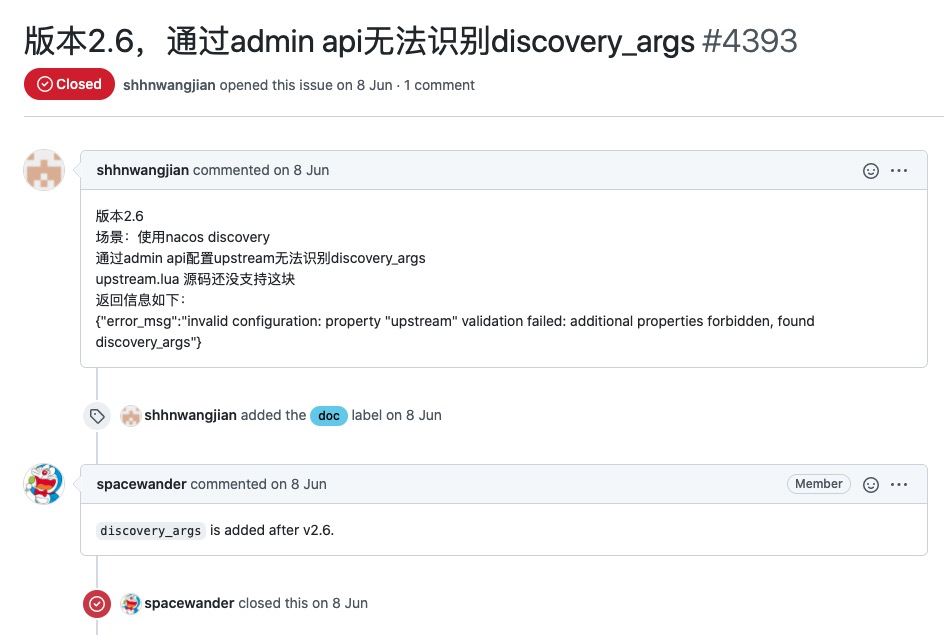 版本2.6，通过admin api无法识别discovery_args #4393
Closed shhnwangjian opened this issue on 8 Jun · 1 comment
shhnwangjian commented on 8 Jun
版本2.6
场景：使用nacos discovery
通过admin api配置upstream无法识别discovery_args
upstream.lua 源码还没支持这块
返回信息如下：
{"error_msg":"invalid configuration: property "upstream" validation failed: additional properties forbidden, found
discovery_args"}
shhnwangjian added the doc label on 8 Jun
spacewander commented on 8 Jun Member
discovery_args is added after v2.6.
spacewander closed this on 8 Jun